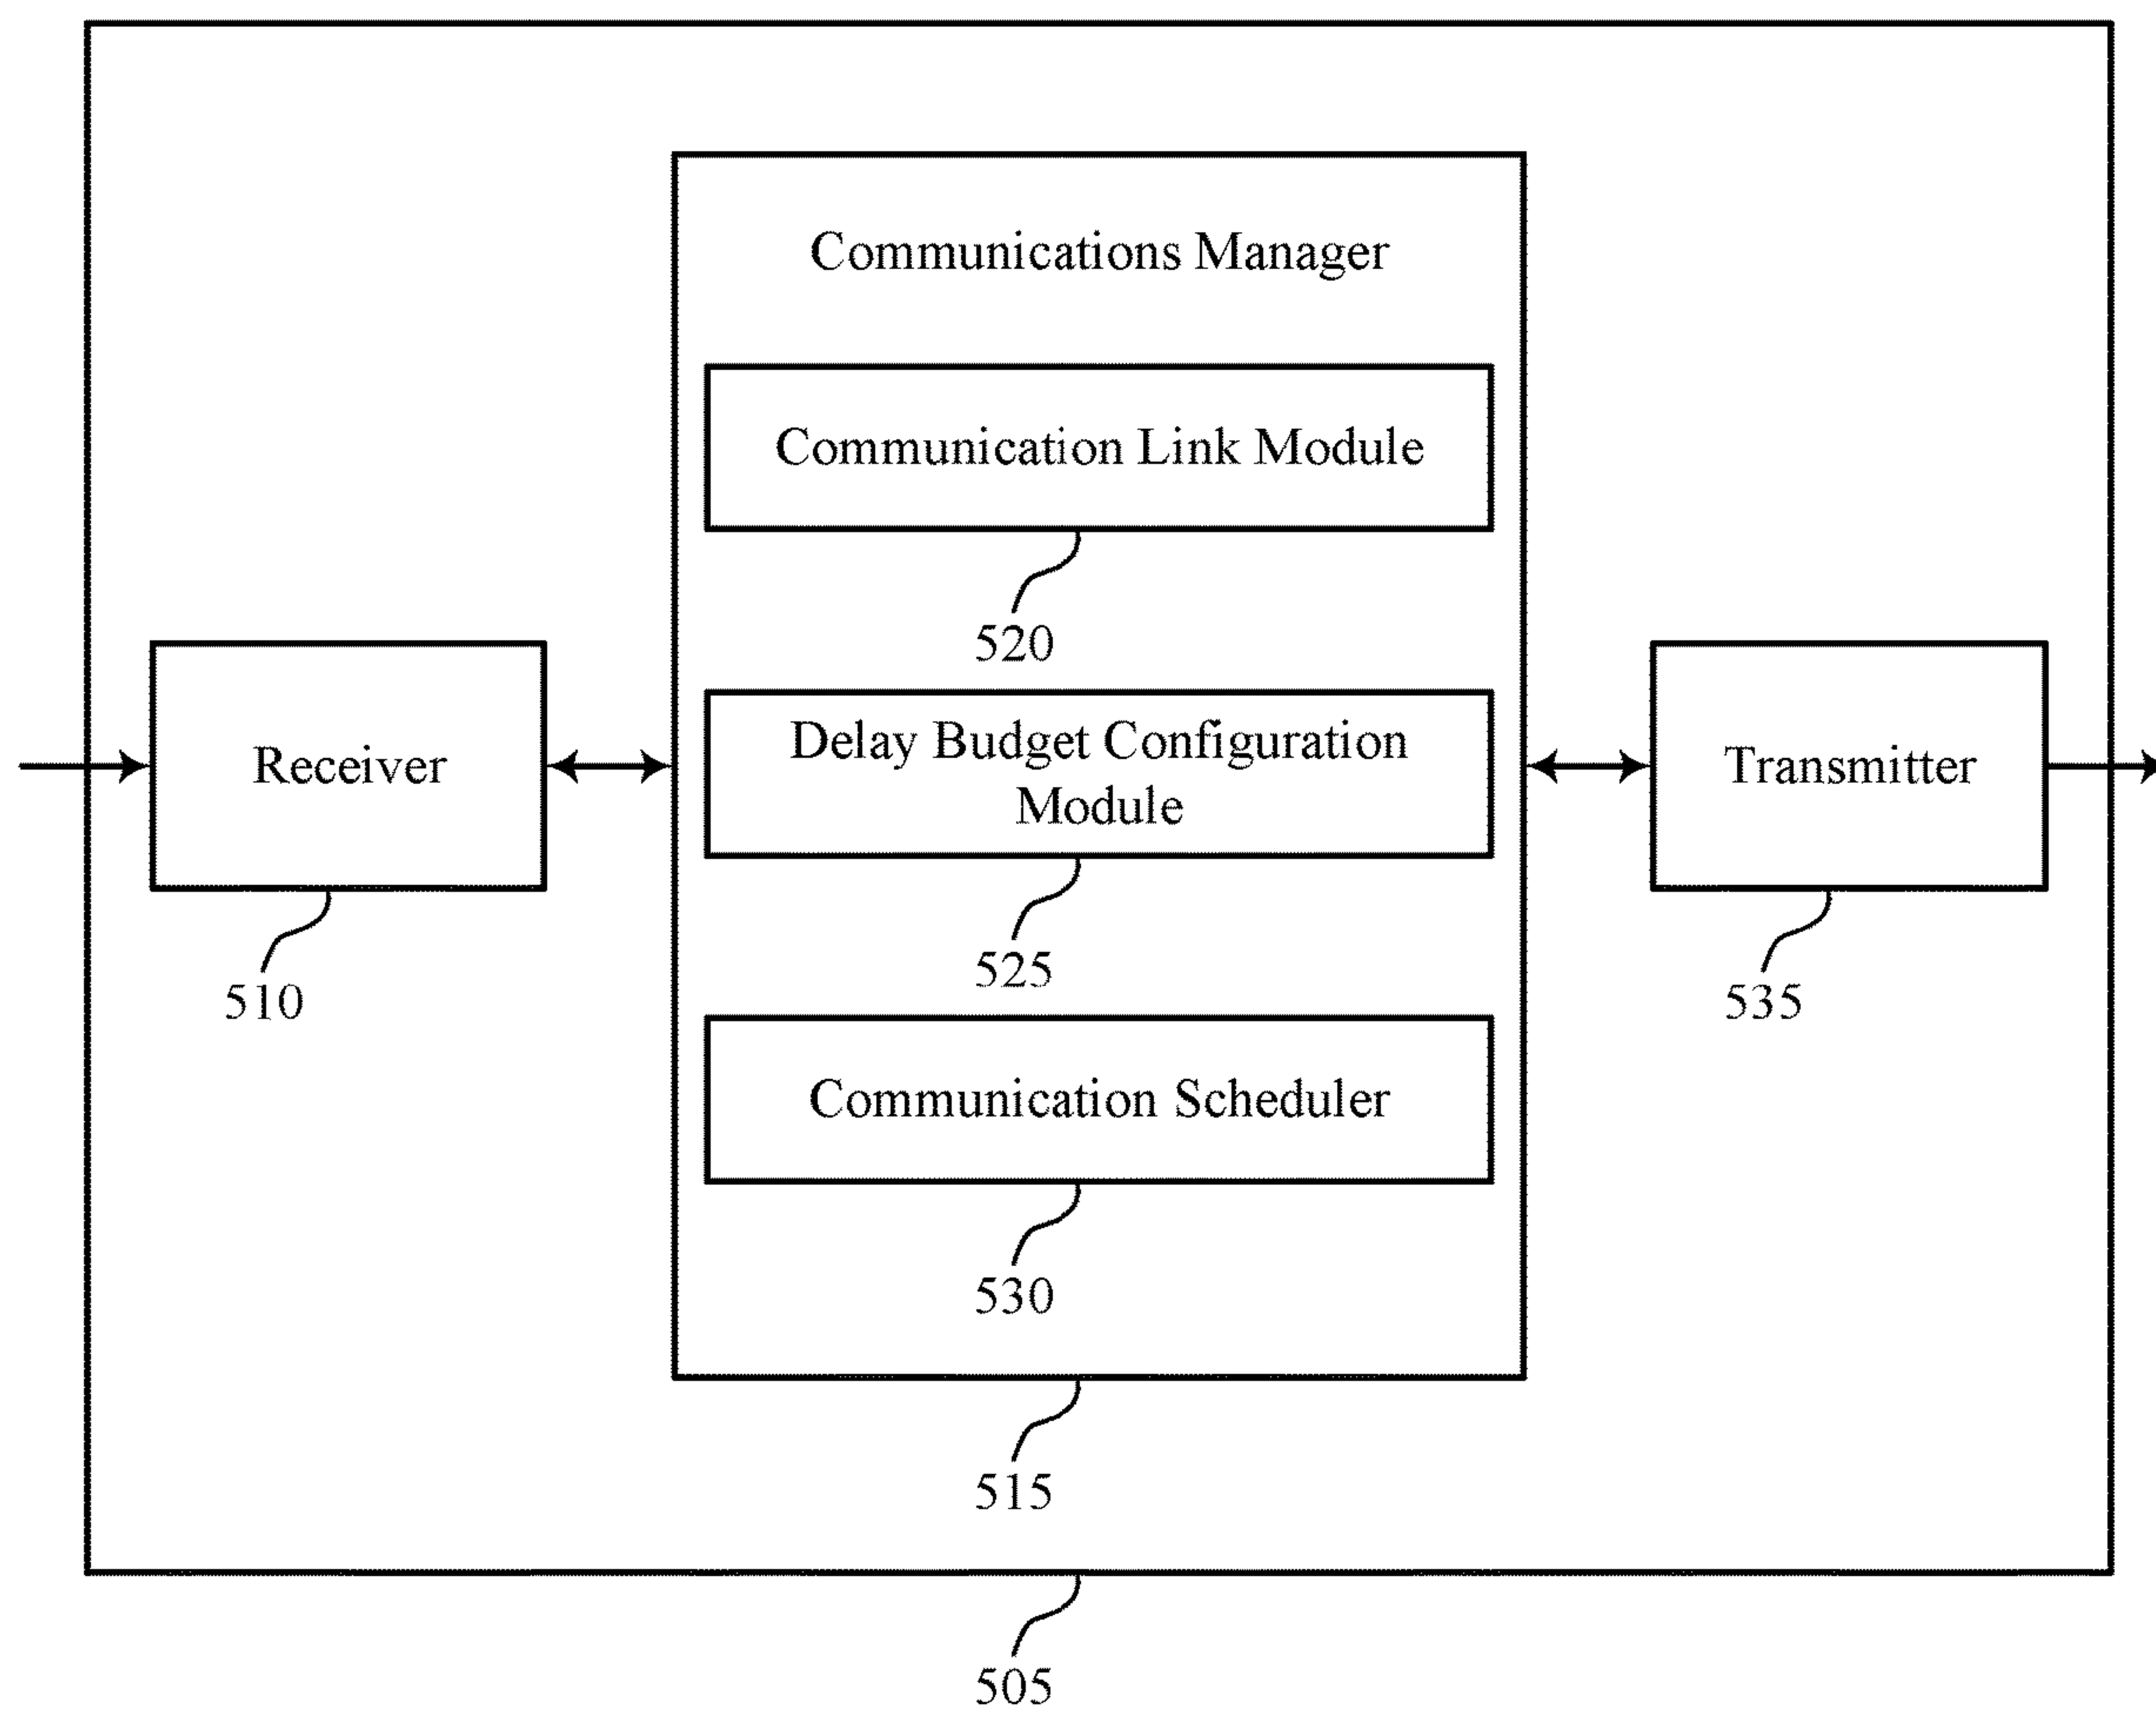 Communications Manager
Communication Link Module
520
Receiver
510
Delay Budget Configuration
Module
525
Transmitter
535
Communication Scheduler
530
515
505